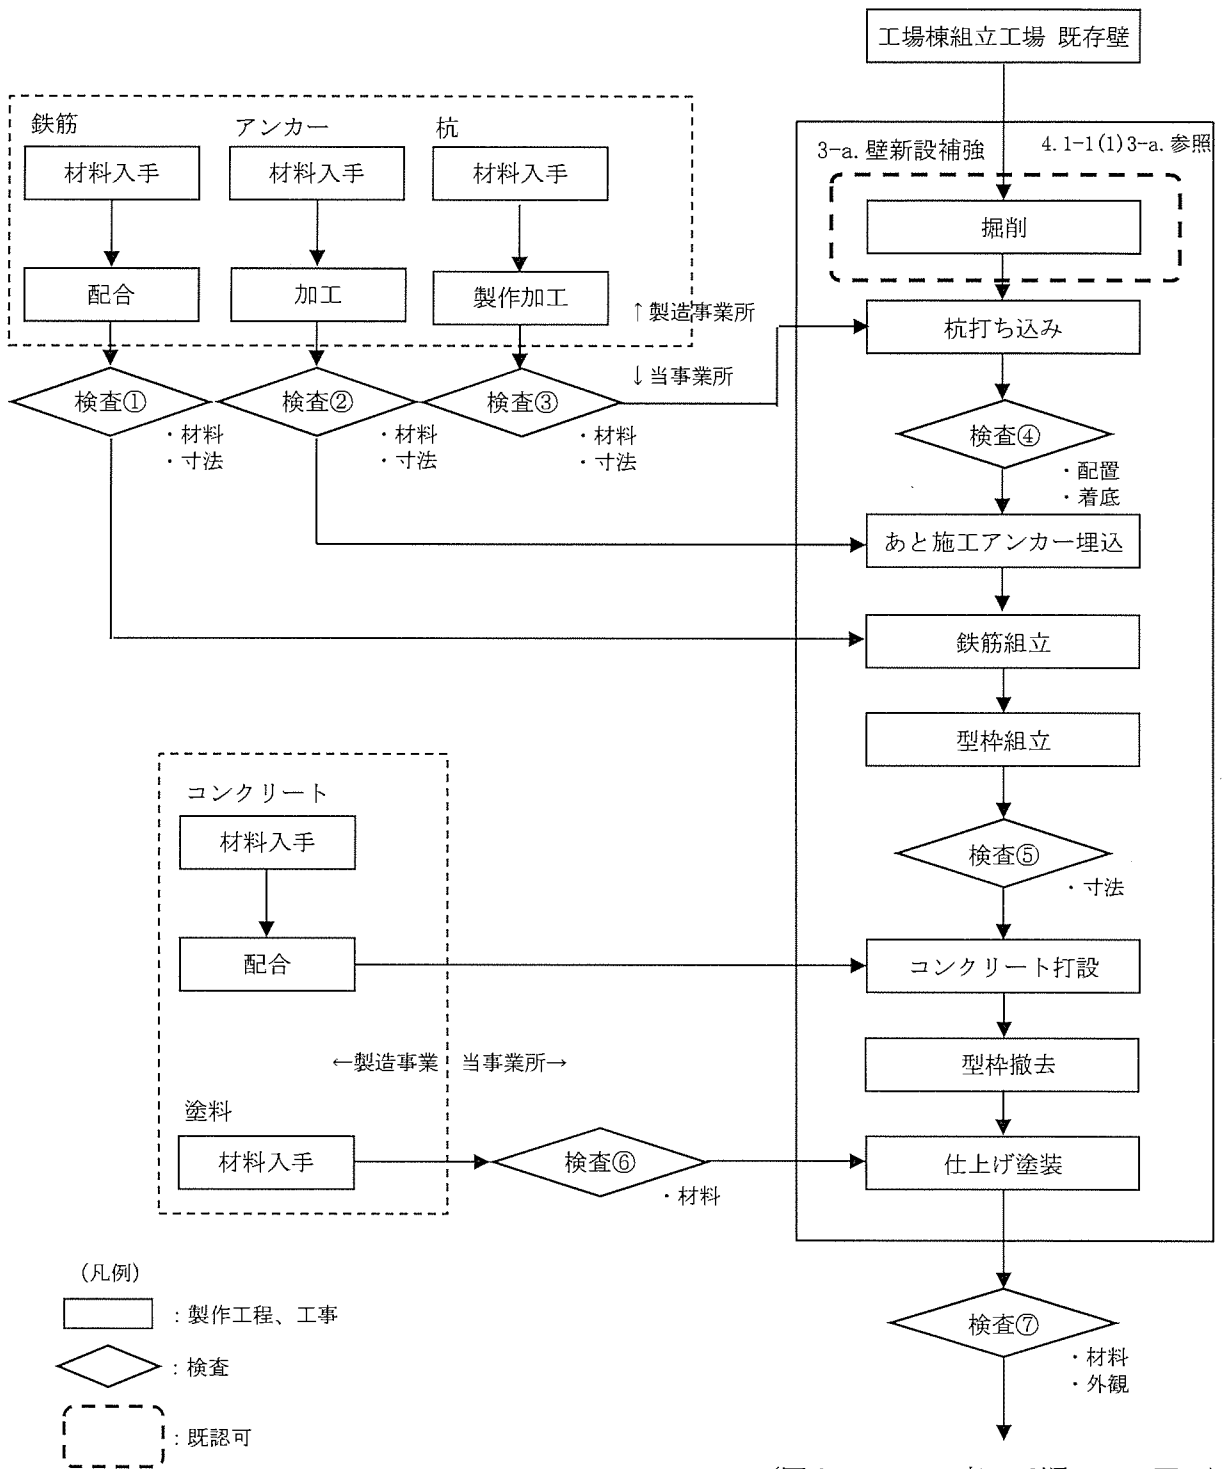 工場棟組立工場 既存壁
鉄筋
アンカー
杭
材料入手
材料入手
材料入手
配合
加工
製作加工
↑製造事業所
↓当事業所
検査①
・材料
・寸法
検査②
・材料
・寸法
検査③
・材料
・寸法
3-a.壁新設補強
4.1-1(1)3-a.参照
掘削
杭打ち込み
検査④
・配置
・着底
あと施工アンカー埋込
鉄筋組立
型枠組立
検査⑤
・寸法
コンクリート
材料入手
配合
コンクリート打設
←製造事業
当事業所→
型枠撤去
塗料
材料入手
検査⑥
・材料
仕上げ塗装
検査⑦
・材料
・外観
(凡例)
：製作工程、工事
：検査
：既認可